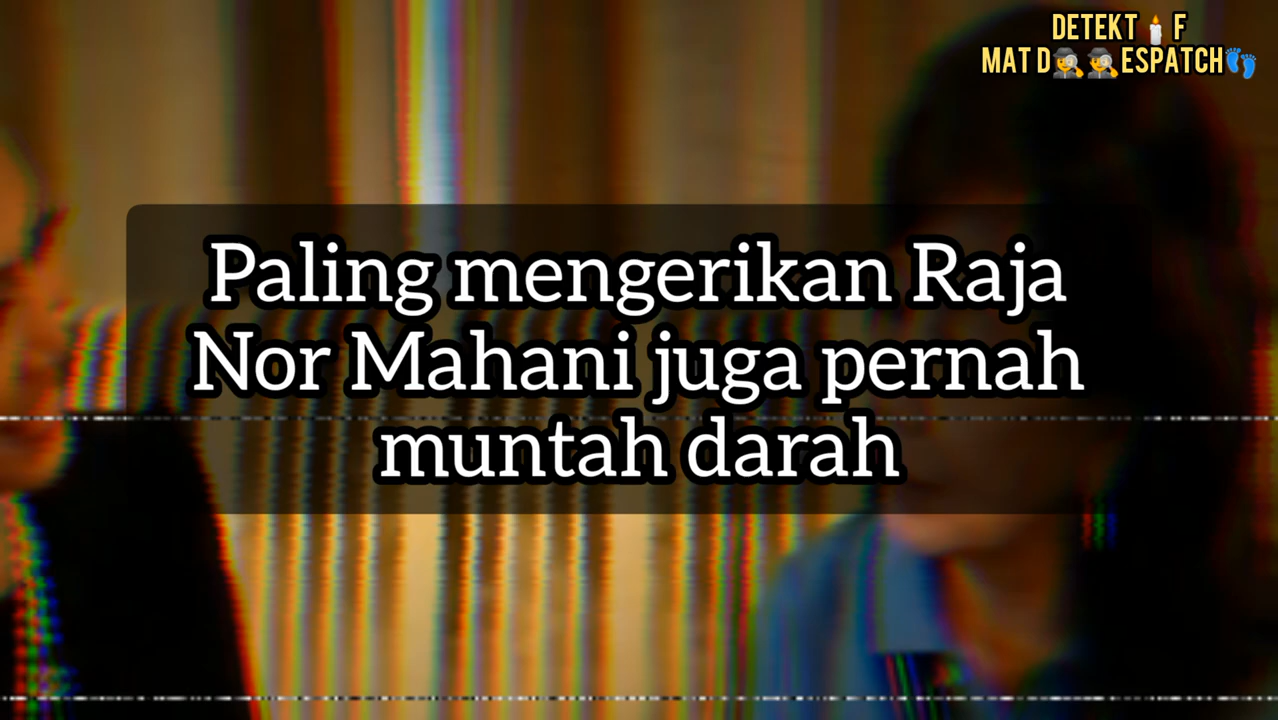 DETEKT🕯️F
MAT D🕵️🕵️ESPATCH👣
Paling mengerikan Raja
Nor Mahani juga pernah
muntah darah